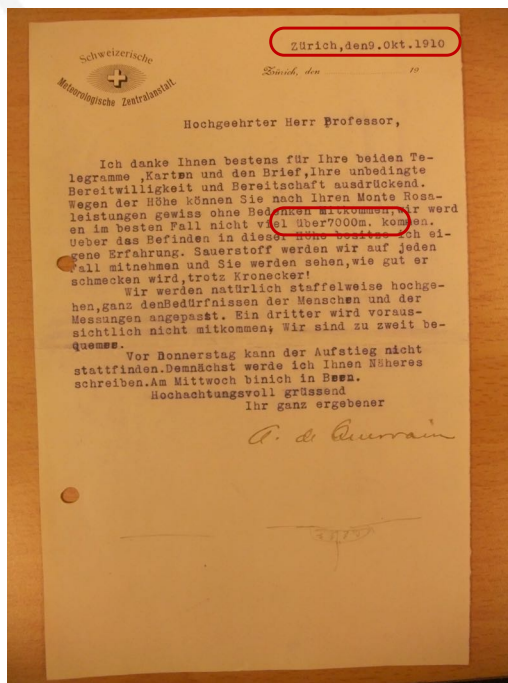 Schweizerische
Meteorologische Zentralanstalt.
Zürich,den9.Okt.1910
Zürich, den 19
Hochgeehrter Herr Professor,
Ich danke Ihnen bestens für Ihre beiden Te-
legramme ,Karten und den Brief,Ihre unbedingte
Bereitwilligkeit und Bereitschaft ausdrückend.
Wegen der Höhe können Sie nach Ihren Monte Rosa-
leistungen gewiss ohne Bedenken mitkommen,wir werd
en im besten Fall nicht viel über7000m. kommen.
Ueber das Befinden in dieser Höhe besitze ich ei-
gene Erfahrung. Sauerstoff werden wir auf jeden
Fall mitnehmen und Sie werden sehen,wie gut er
schmecken wird,trotz Kronecker!
Wir werden natürlich staffelweise hochge-
hen,ganz denBedürfnissen der Menschen und der
Messungen angepasst. Ein dritter wird voraus-
sichtlich nicht mitkommen, Wir sind zu zweit be-
quemer.
Vor Donnerstag kann der Aufstieg nicht
stattfinden.Demnächst werde ich Ihnen Näheres
schreiben.Am Mittwoch binich in Bern.
Hochachtungsvoll grüssend
Ihr ganz ergebener
A. de Quervain